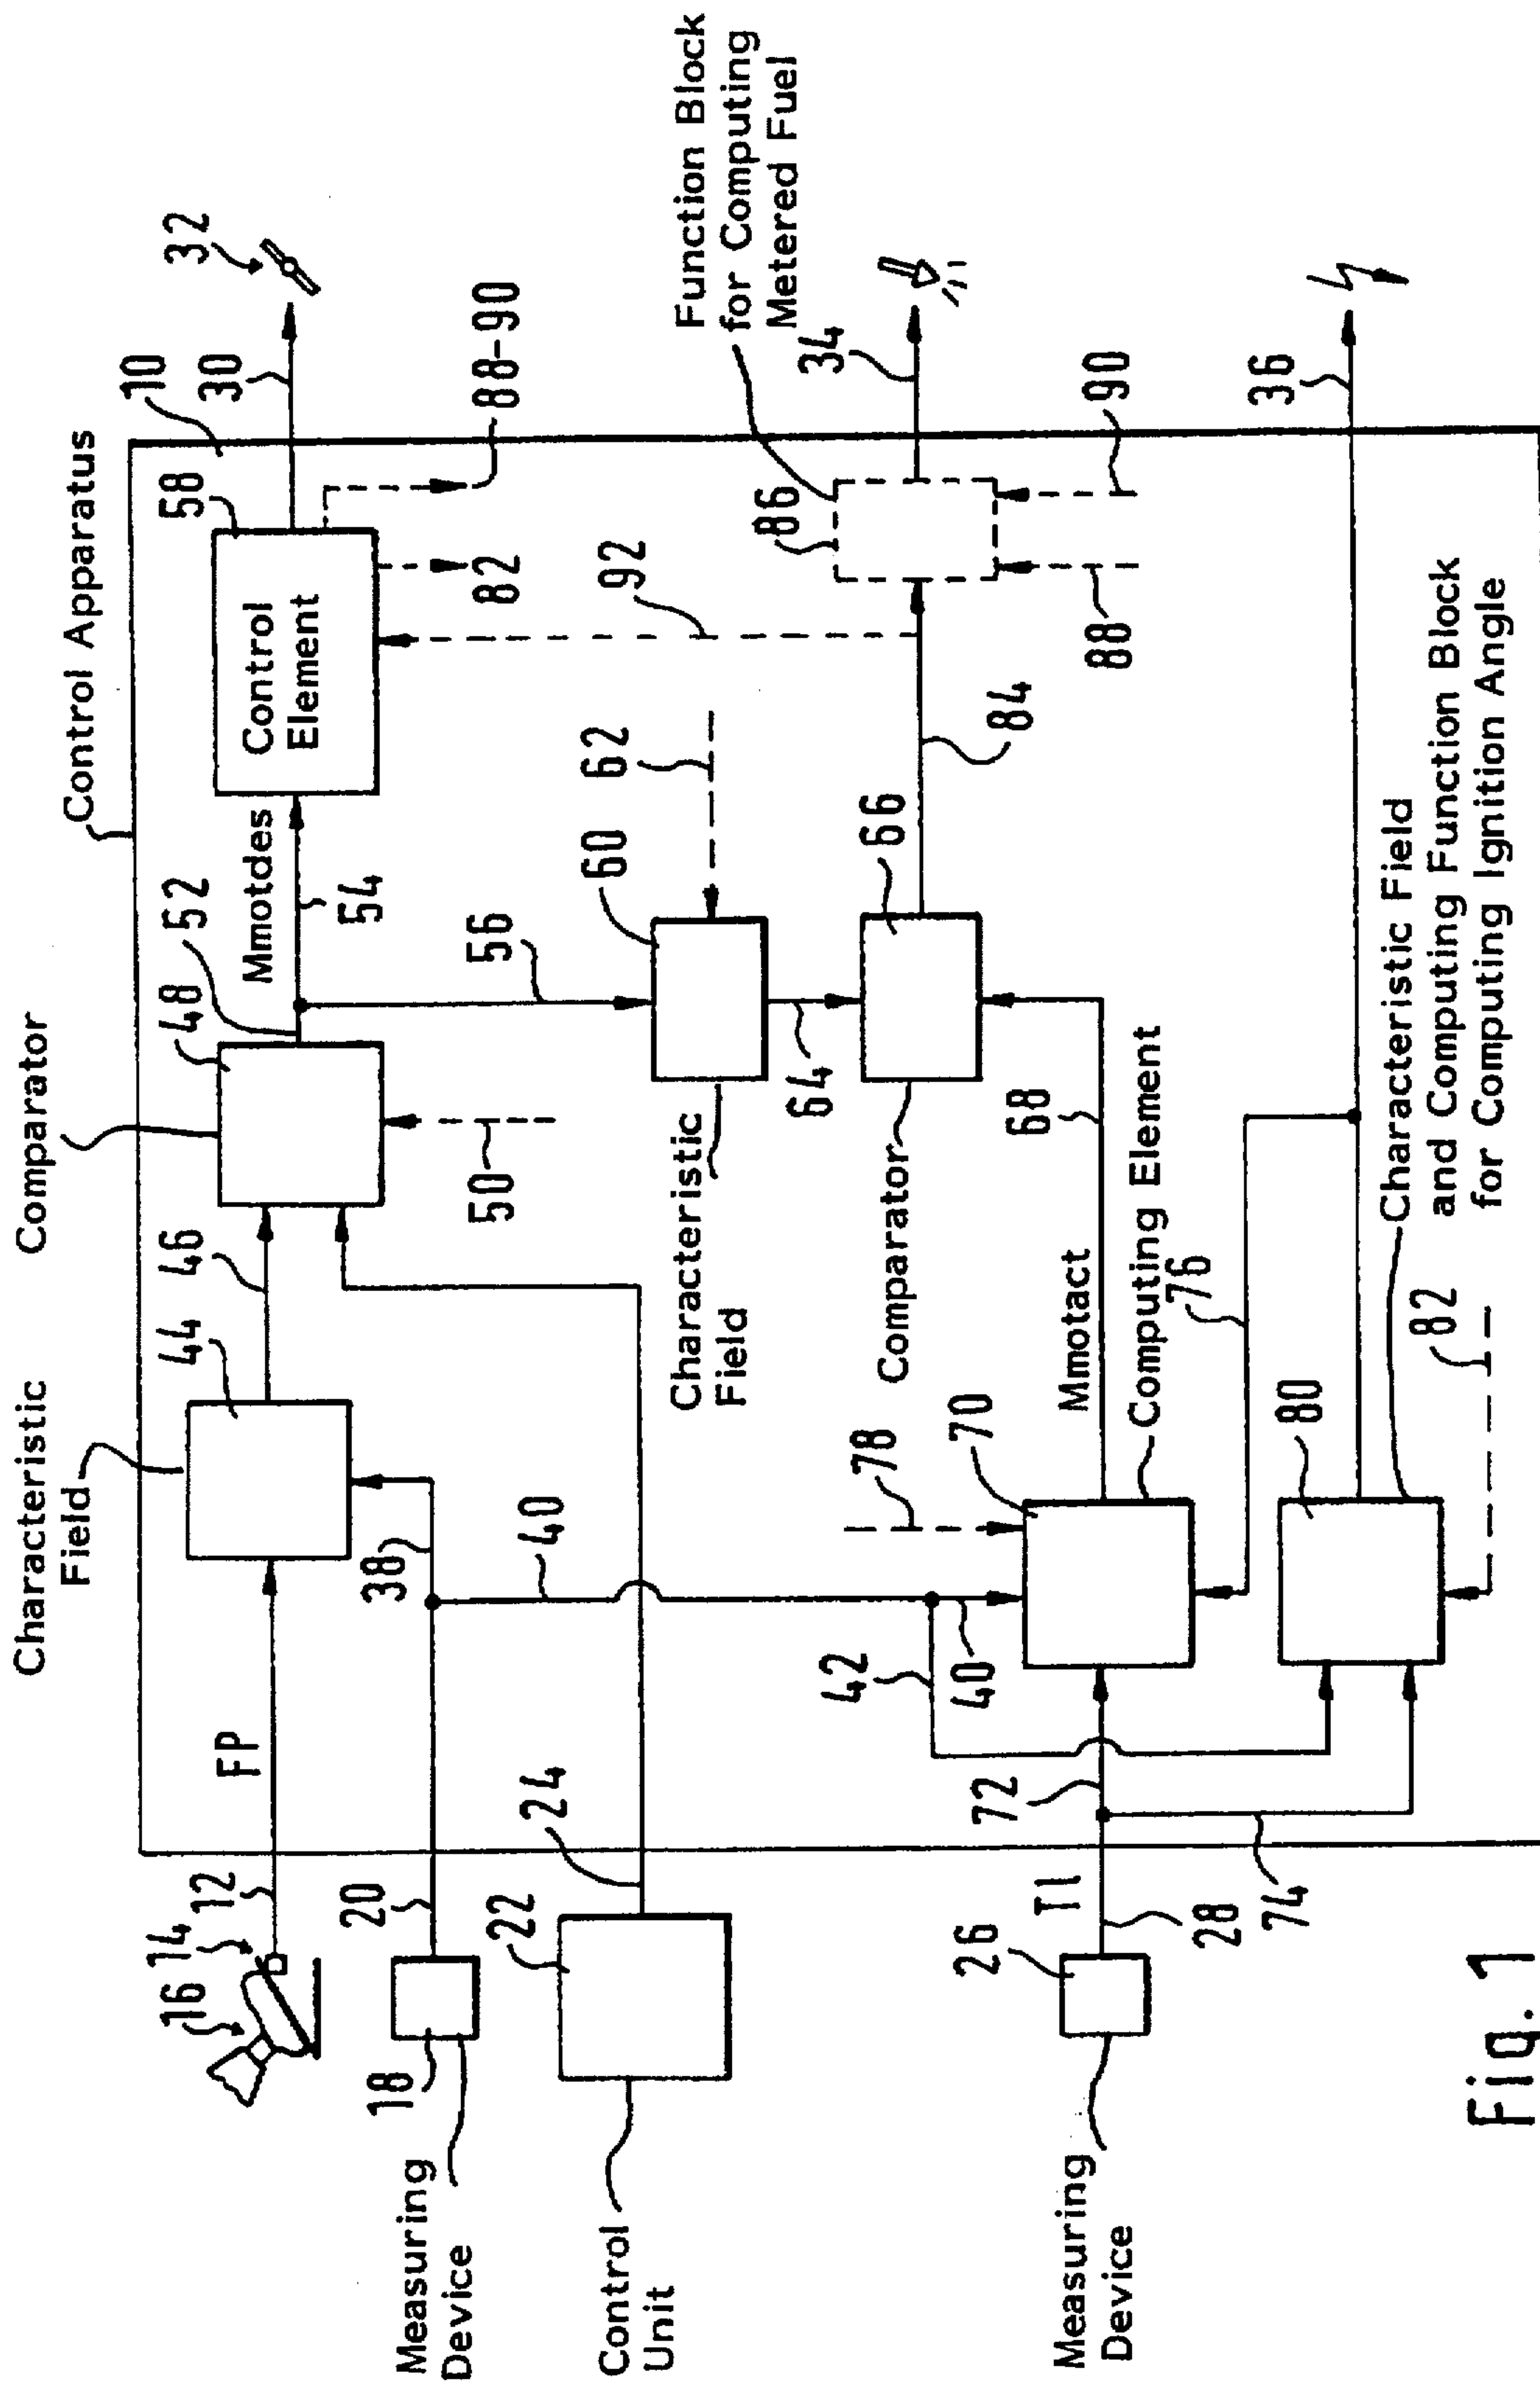 Control Apparatus
10
Comparator
Characteristic
Field
16
14
12
FP
44
46
48
52
Mmotdes
54
58
Control
Element
30
32
88-90
82
92
50
56
38
20
18
Measuring
Device
40
60
62
Characteristic
Field
64
66
Comparator
84
86
88
90
34
Function Block
for Computing
Metered Fuel
22
24
Control
Unit
42
40
78
70
Mmotact
68
Computing Element
76
26
T1
28
72
74
Measuring
Device
80
82
36
Characteristic Field
and Computing Function Block
for Computing Ignition Angle
Fig. 1